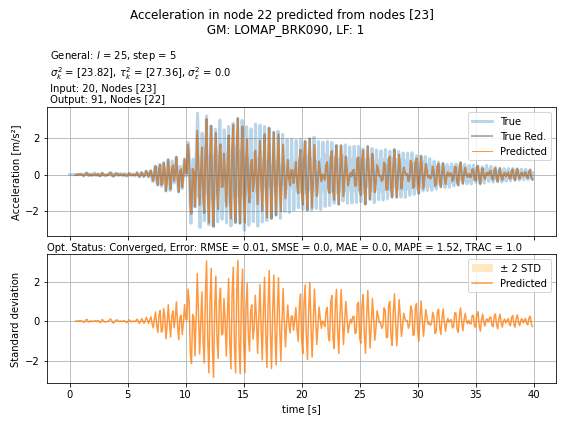 Acceleration in node 22 predicted from nodes [23]
GM: LOMAP_BRK090, LF: 1
General: l = 25, step = 5
σ²ₖ = [23.82], τ²ₖ = [27.36], σ²ₑ = 0.0
Input: 20, Nodes [23]
Output: 91, Nodes [22]
Acceleration [m/s²]
2
0
−2
True
True Red.
Predicted
Opt. Status: Converged, Error: RMSE = 0.01, SMSE = 0.0, MAE = 0.0, MAPE = 1.52, TRAC = 1.0
Standard deviation
2
0
−2
± 2 STD
Predicted
0 5 10 15 20 25 30 35 40
time [s]